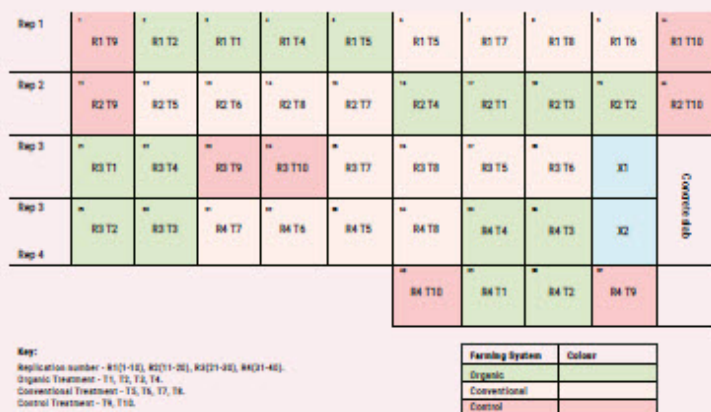 Rep 1
R1 T9 R1 T2 R1 T1 R1 T4 R1 T5 R1 T5 R1 T7 R1 T8 R1 T6 R1 T10
Rep 2
R2 T9 R2 T5 R2 T6 R2 T8 R2 T7 R2 T4 R2 T1 R2 T3 R2 T2 R2 T10
Rep 3
R3 T1 R3 T4 R3 T9 R3 T10 R3 T7 R3 T8 R3 T5 R3 T6 X1
Concrete slab
Rep 3
R3 T2 R3 T3 R4 T7 R4 T6 R4 T5 R4 T8 R4 T4 R4 T3 X2
Rep 4
R4 T10 R4 T1 R4 T2 R4 T9
Key:
Replication number - R1(1-10), R2(11-20), R3(21-30), R4(31-40).
Organic Treatment - T1, T2, T3, T4.
Conventional Treatment - T5, T6, T7, T8.
Control Treatment - T9, T10.
Farming System Colour
Organic
Conventional
Control